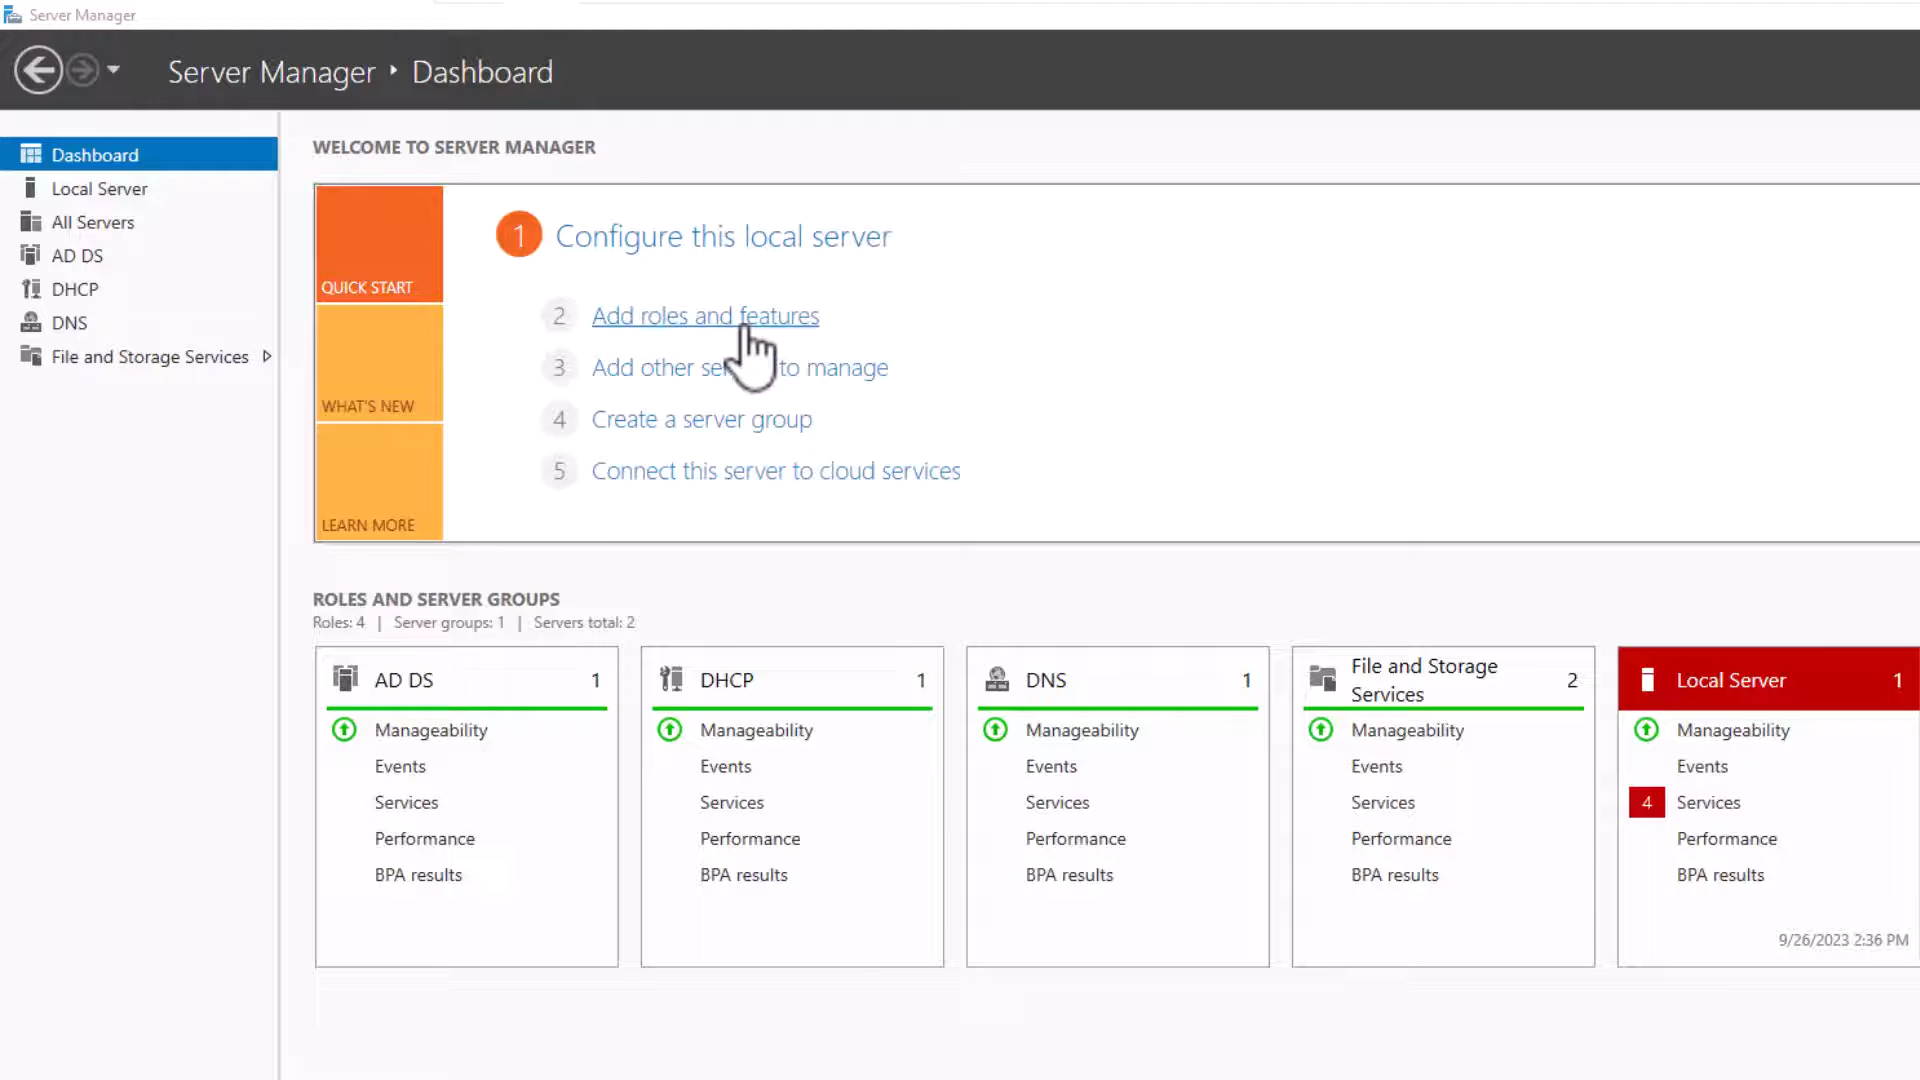 Server Manager
Server Manager ‣ Dashboard
Dashboard
Local Server
All Servers
AD DS
DHCP
DNS
File and Storage Services
WELCOME TO SERVER MANAGER
QUICK START
WHAT'S NEW
LEARN MORE
1 Configure this local server
2 Add roles and features
3 Add other to manage
4 Create a server group
5 Connect this server to cloud services
ROLES AND SERVER GROUPS
Roles: 4 | Server groups: 1 | Servers total: 2
AD DS 1
Manageability
Events
Services
Performance
BPA results
DHCP 1
Manageability
Events
Services
Performance
BPA results
DNS 1
Manageability
Events
Services
Performance
BPA results
File and Storage
Services 2
Manageability
Events
Services
Performance
BPA results
Local Server 1
Manageability
Events
4 Services
Performance
BPA results
9/26/2023 2:36 PM